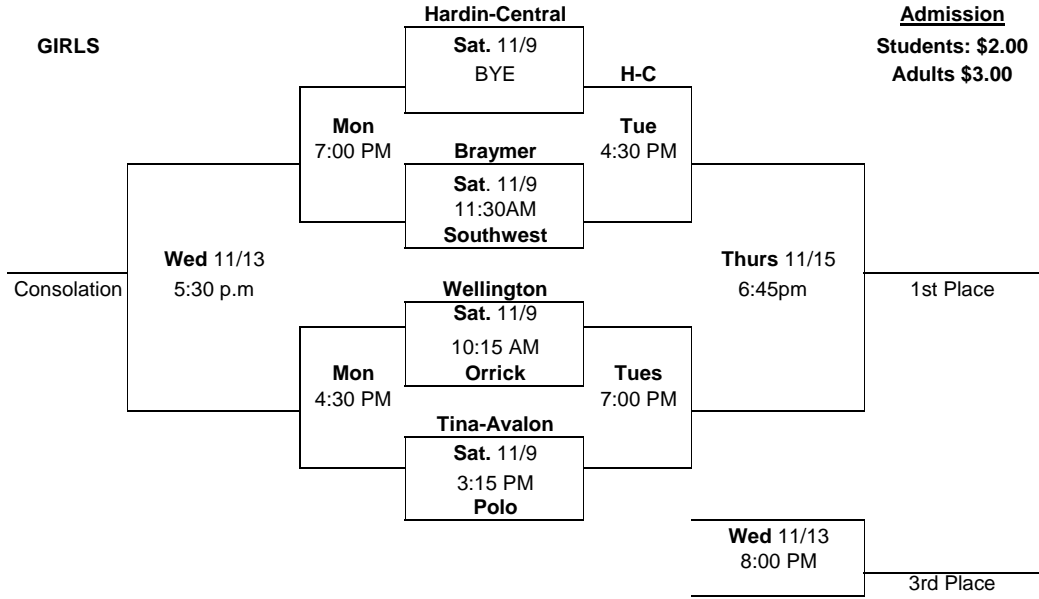 Hardin-Central
Admission
GIRLS
Sat. 11/9
Students: $2.00
BYE
H-C
Adults $3.00
Mon
Tue
7:00 PM
Braymer
4:30 PM
Sat. 11/9
11:30AM
Southwest
Wed 11/13
Thurs 11/15
Consolation
5:30 p.m
Wellington
6:45pm
1st Place
Sat. 11/9
10:15 AM
Mon
Orrick
Tues
4:30 PM
7:00 PM
Tina-Avalon
Sat. 11/9
3:15 PM
Polo
Wed 11/13
8:00 PM
3rd Place